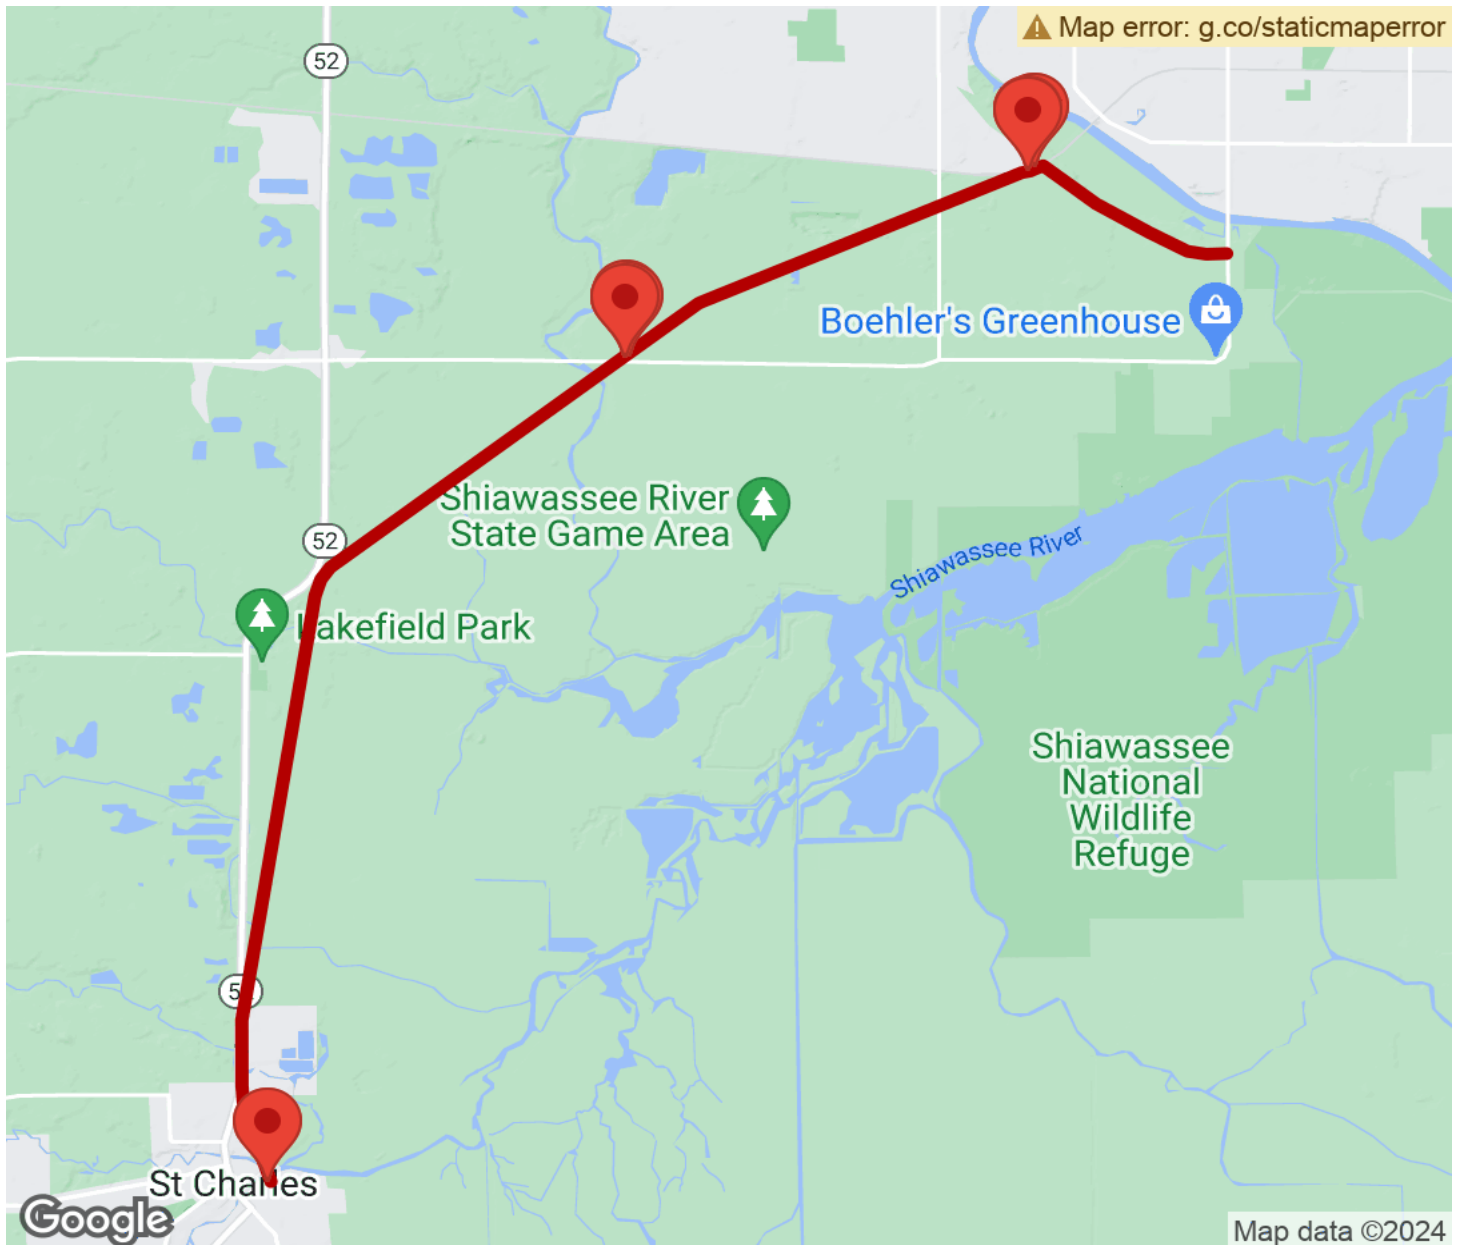 Map error: g.co/staticmaperror
52
Boehler's Greenhouse
Shiawassee River
State Game Area
52
Shiawassee River
Lakefield Park
Shiawassee
National
Wildlife
Refuge
St Charles
Google
Map data ©2024